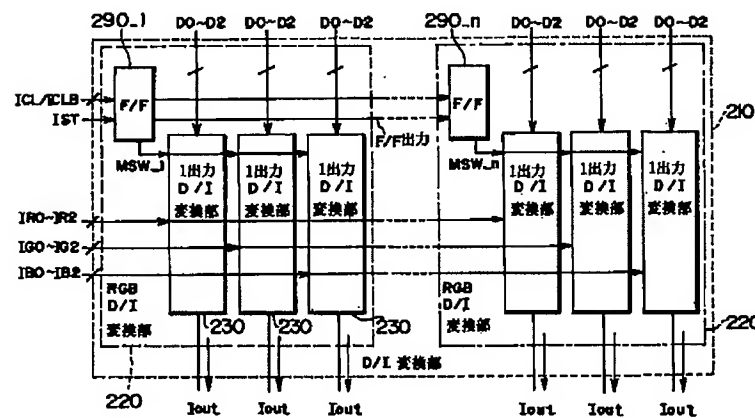 290_1 D0~D2 D0~D2 D0~D2 290_n D0~D2 D0~D2 D0~D2
F/F F/F
ICL/ICLB
IST
F/F出力
210
MSW_1 MSW_n
1出力
D/I
変換部
1出力
D/I
変換部
1出力
D/I
変換部
1出力
D/I
変換部
1出力
D/I
変換部
1出力
D/I
変換部
IR0~IR2
IG0~IG2
IB0~IB2
RGB
D/I
変換部
RGB
D/I
変換部
230 230 230
220
D/I 変換部
220
Iout Iout Iout Iout Iout Iout